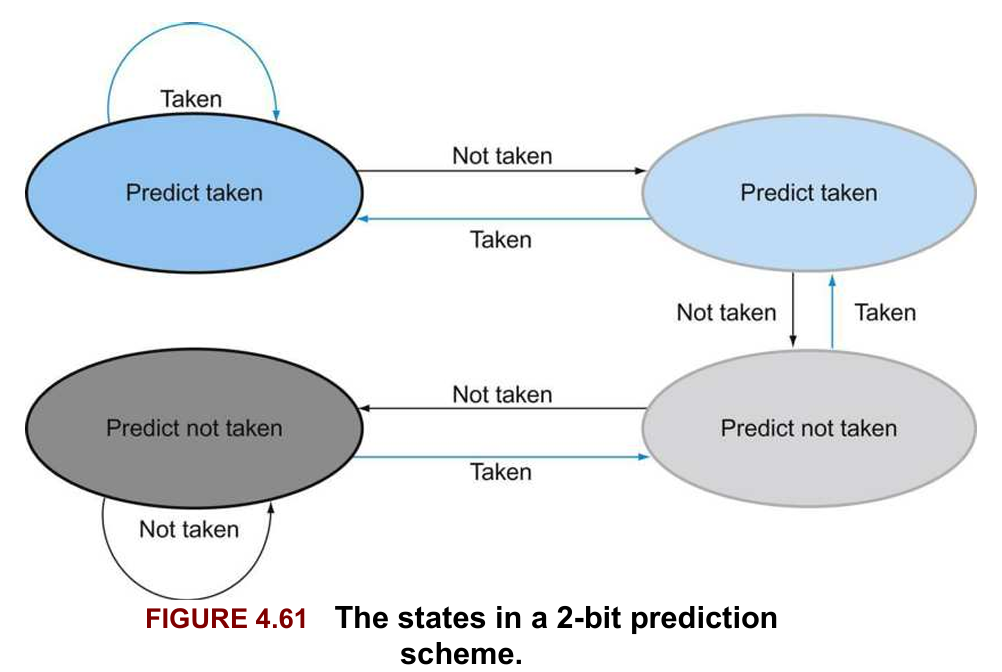 Taken
Not taken
Predict taken
Predict taken
Taken
Not taken
Taken
Not taken
Predict not taken
Predict not taken
Taken
Not taken
FIGURE 4.61 The states in a 2-bit prediction
scheme.